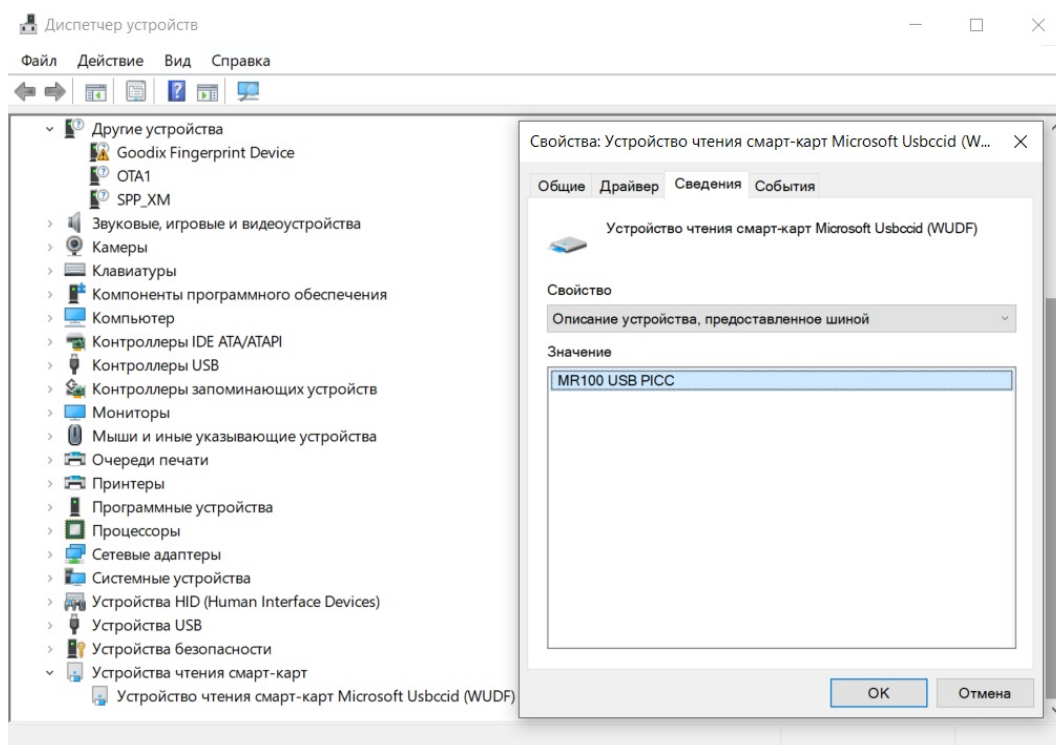 Диспетчер устройств
Файл Действие Вид Справка
Другие устройства
Goodix Fingerprint Device
OTA1
SPP_XM
Звуковые, игровые и видеоустройства
Камеры
Клавиатуры
Компоненты программного обеспечения
Компьютер
Контроллеры IDE ATA/ATAPI
Контроллеры USB
Контроллеры запоминающих устройств
Мониторы
Мыши и иные указывающие устройства
Очереди печати
Принтеры
Программные устройства
Процессоры
Сетевые адаптеры
Системные устройства
Устройства HID (Human Interface Devices)
Устройства USB
Устройства безопасности
Устройства чтения смарт-карт
Устройство чтения смарт-карт Microsoft Usbccid (WUDF)
Свойства: Устройство чтения смарт-карт Microsoft Usbccid (W...
Общие Драйвер Сведения События
Устройство чтения смарт-карт Microsoft Usbccid (WUDF)
Свойство
Описание устройства, предоставленное шиной
Значение
MR100 USB PICC
OK Отмена